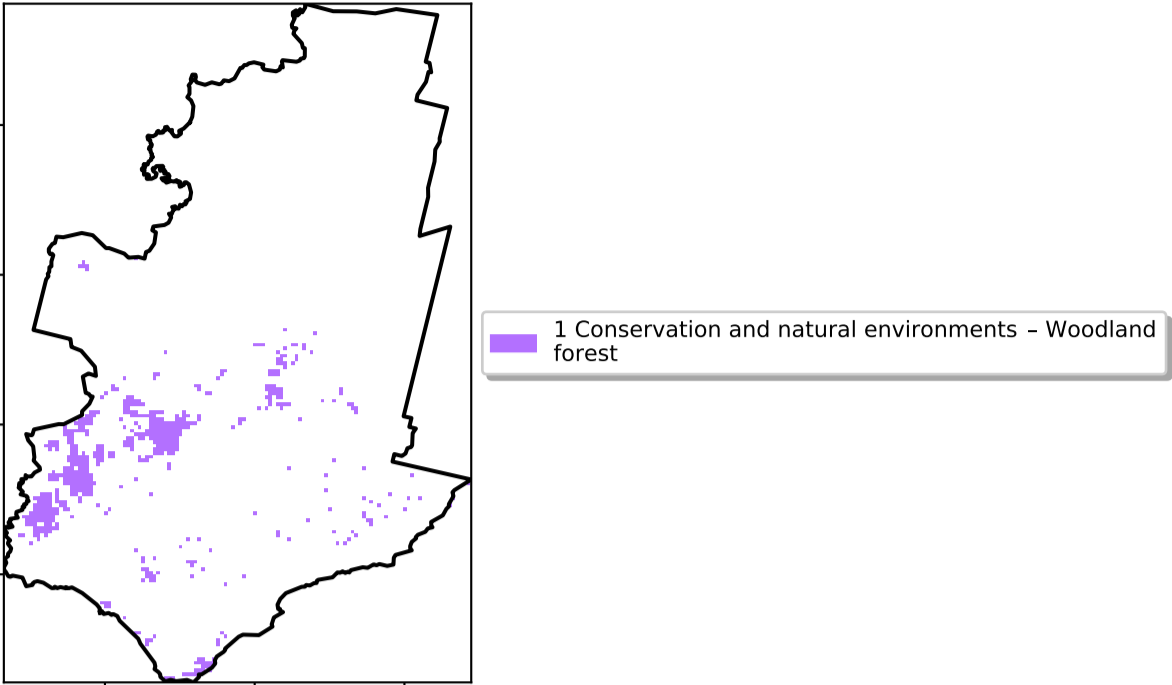 1 Conservation and natural environments – Woodland
forest